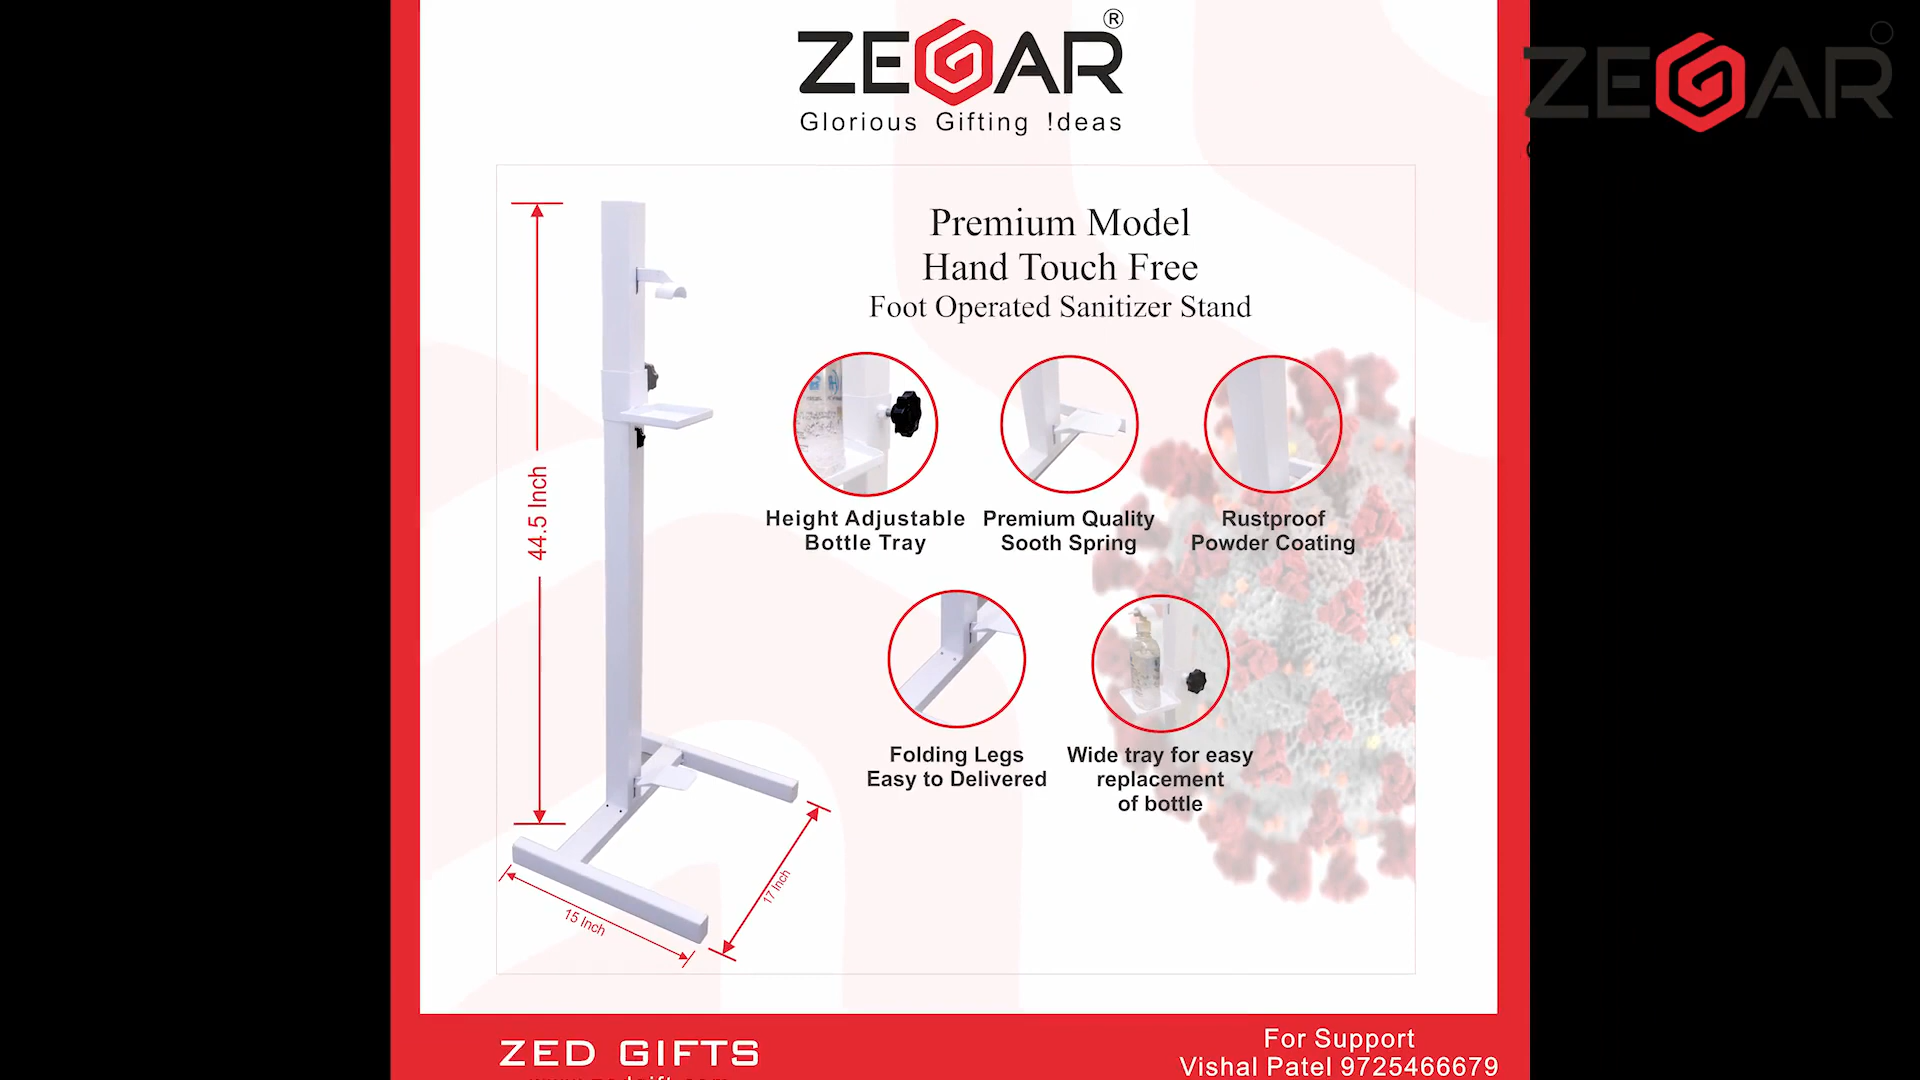 ZEGAR®
Glorious Gifting !deas
ZEGAR
Premium Model
Hand Touch Free
Foot Operated Sanitizer Stand
44.5 Inch
15 Inch
17 Inch
Height Adjustable
Bottle Tray
Premium Quality
Sooth Spring
Rustproof
Powder Coating
Folding Legs
Easy to Delivered
Wide tray for easy
replacement
of bottle
ZED GIFTS
For Support
Vishal Patel 9725466679